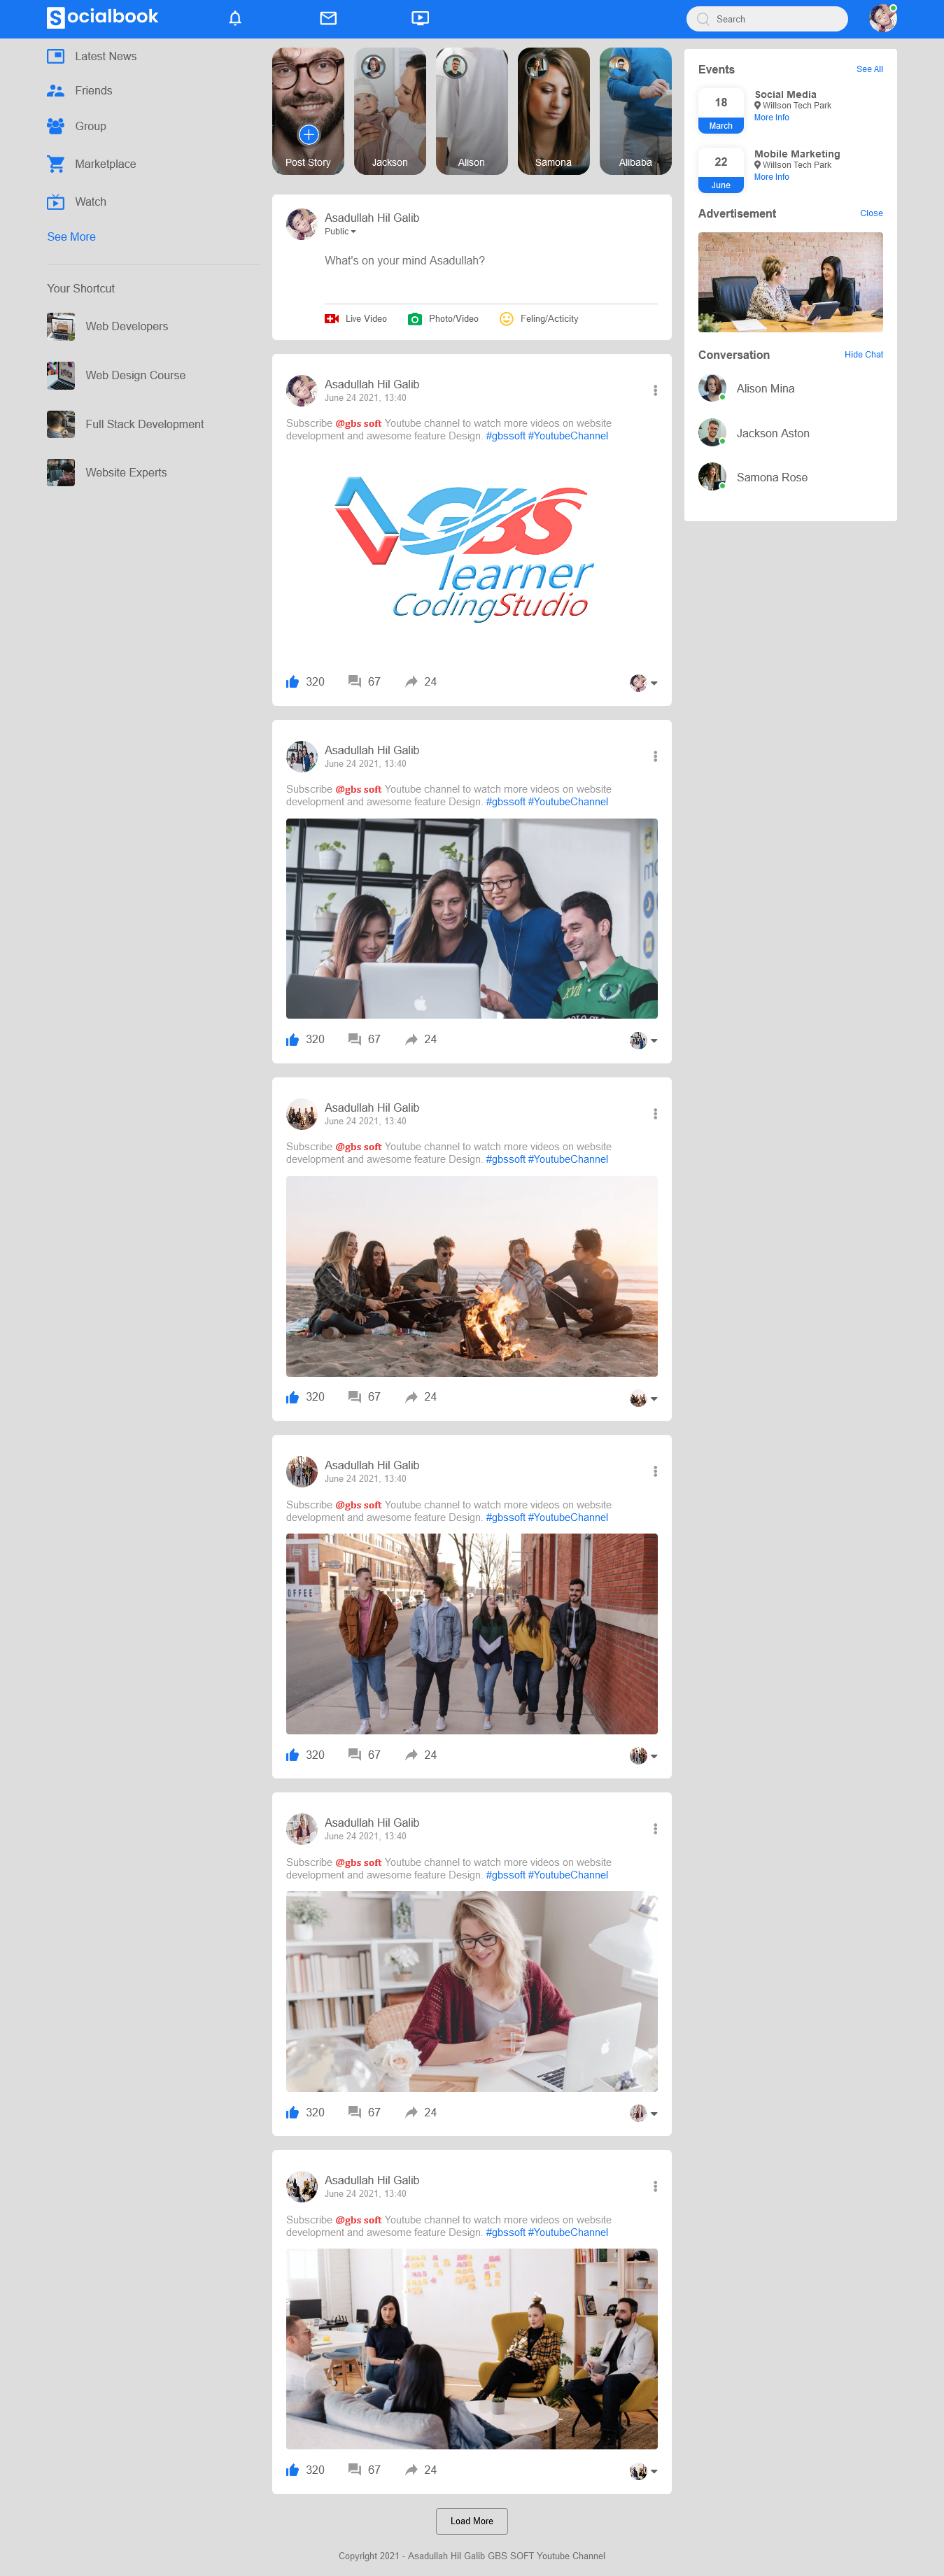 Socialbook
Search
Latest News
Friends
Group
Marketplace
Watch
See More
Your Shortcut
Web Developers
Web Design Course
Full Stack Development
Website Experts
Post Story
Jackson
Alison
Samona
Alibaba
Asadullah Hil Galib
Public
What's on your mind Asadullah?
Live Video
Photo/Video
Feling/Acticity
Asadullah Hil Galib
June 24 2021, 13:40
Subscribe @gbs soft Youtube channel to watch more videos on website
development and awesome feature Design. #gbssoft #YoutubeChannel
GBS
learner
CodingStudio
320 67 24
Asadullah Hil Galib
June 24 2021, 13:40
Subscribe @gbs soft Youtube channel to watch more videos on website
development and awesome feature Design. #gbssoft #YoutubeChannel
320 67 24
Asadullah Hil Galib
June 24 2021, 13:40
Subscribe @gbs soft Youtube channel to watch more videos on website
development and awesome feature Design. #gbssoft #YoutubeChannel
320 67 24
Asadullah Hil Galib
June 24 2021, 13:40
Subscribe @gbs soft Youtube channel to watch more videos on website
development and awesome feature Design. #gbssoft #YoutubeChannel
320 67 24
Asadullah Hil Galib
June 24 2021, 13:40
Subscribe @gbs soft Youtube channel to watch more videos on website
development and awesome feature Design. #gbssoft #YoutubeChannel
320 67 24
Asadullah Hil Galib
June 24 2021, 13:40
Subscribe @gbs soft Youtube channel to watch more videos on website
development and awesome feature Design. #gbssoft #YoutubeChannel
320 67 24
Load More
Copyright 2021 - Asadullah Hil Galib GBS SOFT Youtube Channel
Events
See All
18
March
Social Media
Willson Tech Park
More Info
22
June
Mobile Marketing
Willson Tech Park
More Info
Advertisement
Close
Conversation
Hide Chat
Alison Mina
Jackson Aston
Samona Rose